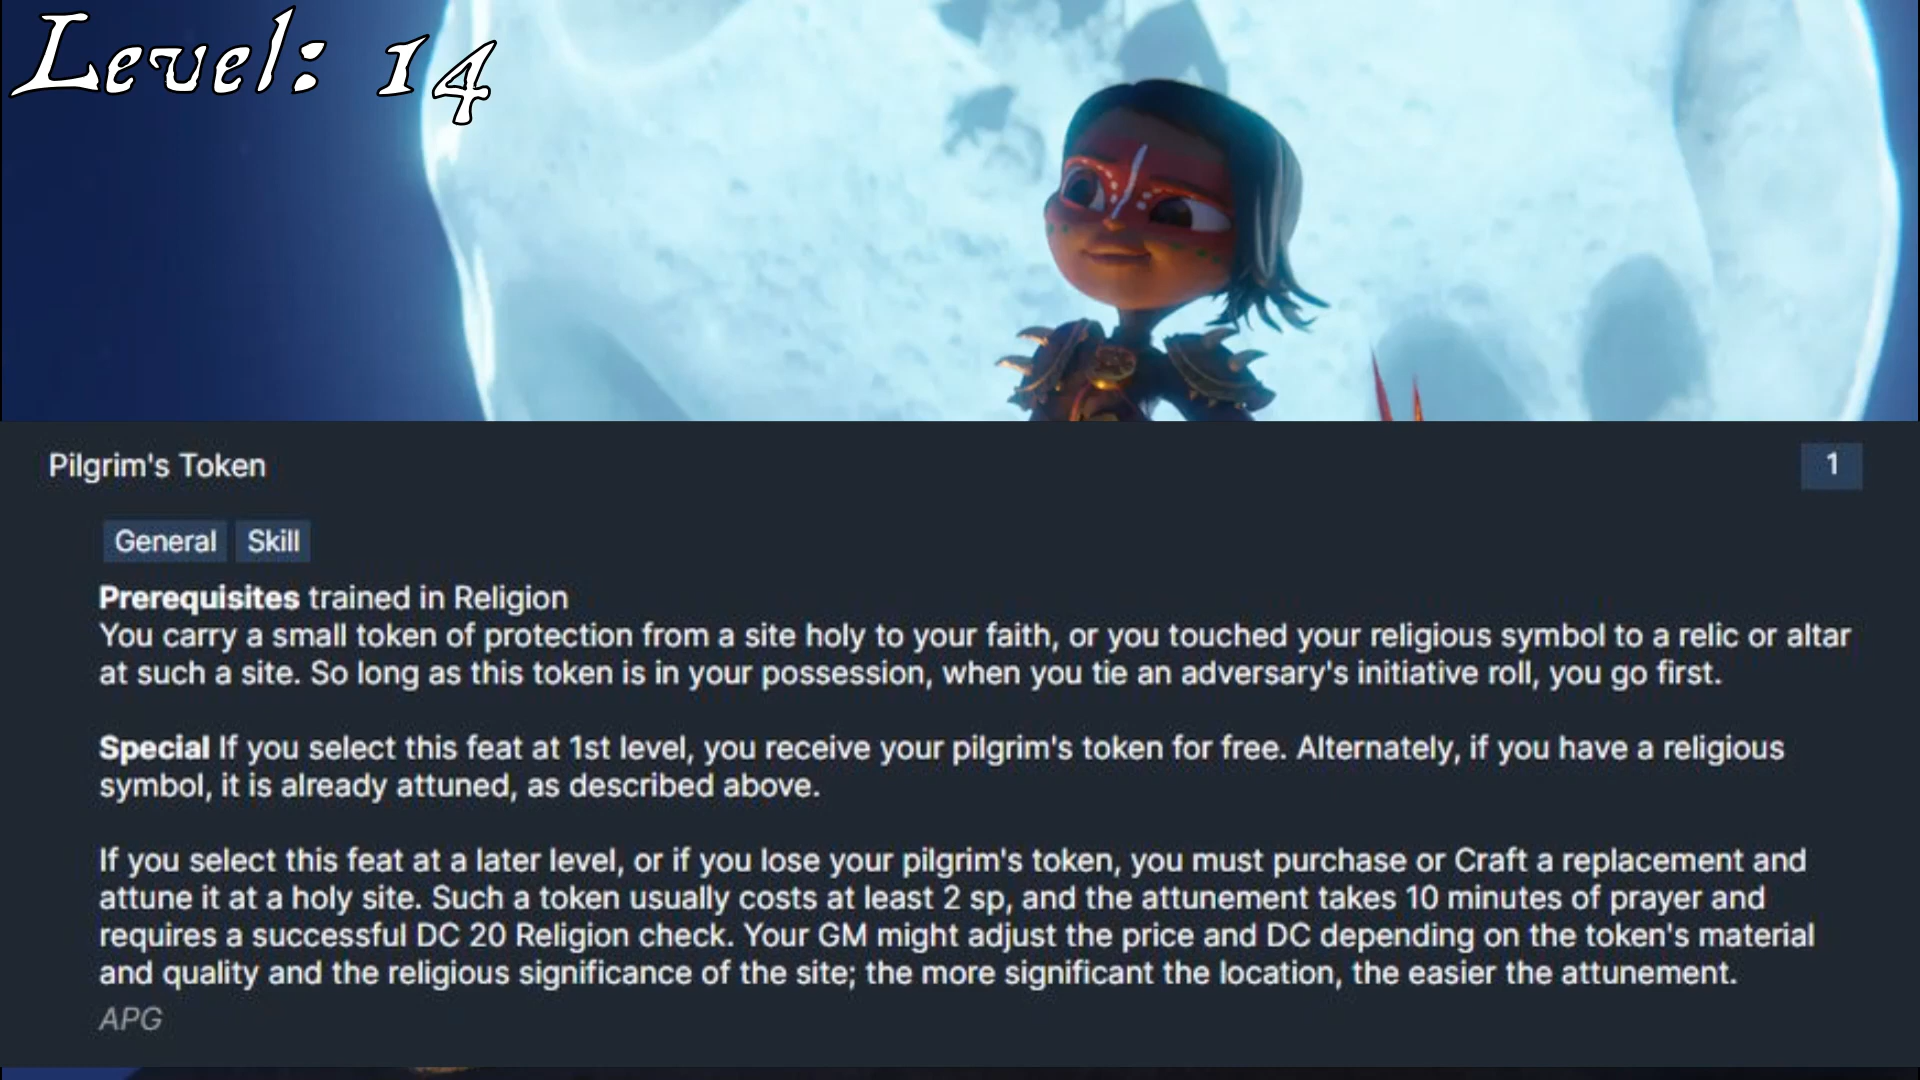 Level: 14
Pilgrim's Token
1
General Skill
Prerequisites trained in Religion
You carry a small token of protection from a site holy to your faith, or you touched your religious symbol to a relic or altar
at such a site. So long as this token is in your possession, when you tie an adversary's initiative roll, you go first.
Special If you select this feat at 1st level, you receive your pilgrim's token for free. Alternately, if you have a religious
symbol, it is already attuned, as described above.
If you select this feat at a later level, or if you lose your pilgrim's token, you must purchase or Craft a replacement and
attune it at a holy site. Such a token usually costs at least 2 sp, and the attunement takes 10 minutes of prayer and
requires a successful DC 20 Religion check. Your GM might adjust the price and DC depending on the token's material
and quality and the religious significance of the site; the more significant the location, the easier the attunement.
APG